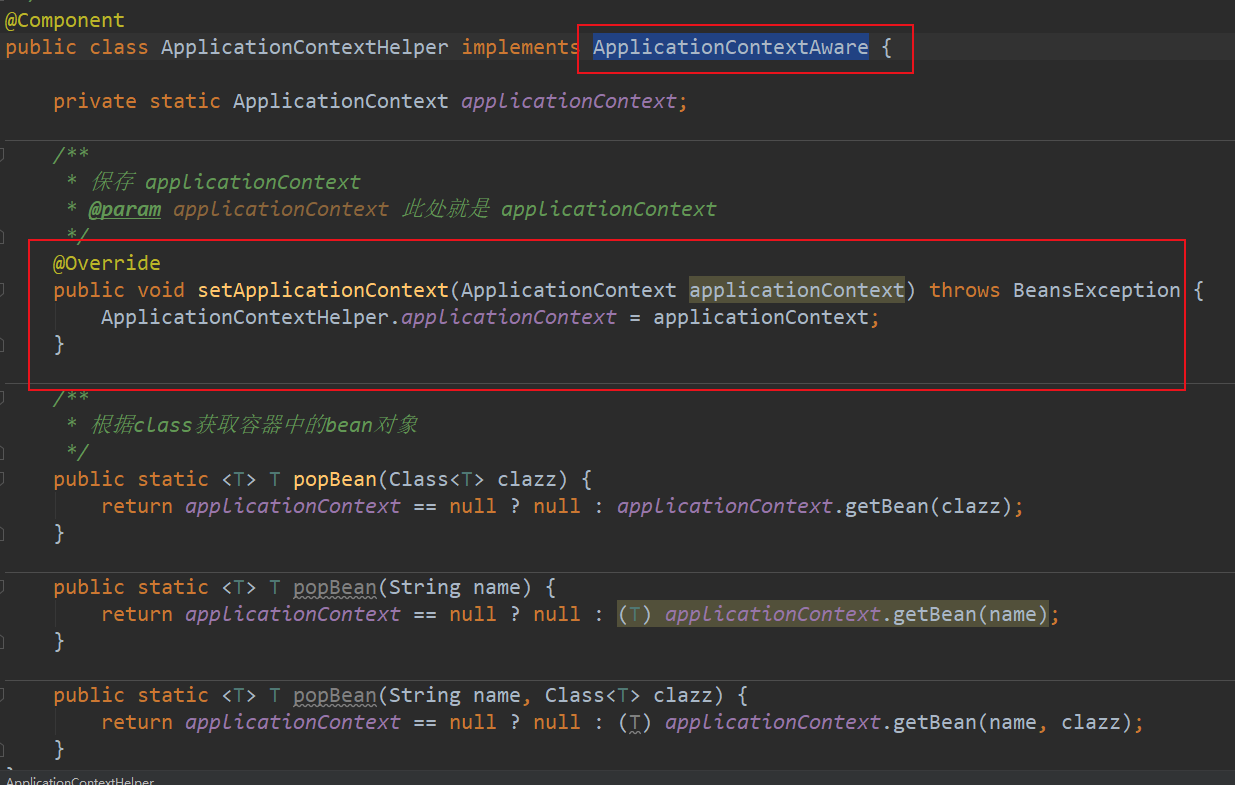 @Component
public class ApplicationContextHelper implements ApplicationContextAware {
private static ApplicationContext applicationContext;
/**
* 保存 applicationContext
* @param applicationContext 此处就是 applicationContext
*/
@Override
public void setApplicationContext(ApplicationContext applicationContext) throws BeansException {
ApplicationContextHelper.applicationContext = applicationContext;
}
/**
* 根据class获取容器中的bean对象
*/
public static <T> T popBean(Class<T> clazz) {
return applicationContext == null ? null : applicationContext.getBean(clazz);
}
public static <T> T popBean(String name) {
return applicationContext == null ? null : (T) applicationContext.getBean(name);
}
public static <T> T popBean(String name, Class<T> clazz) {
return applicationContext == null ? null : (T) applicationContext.getBean(name, clazz);
}
ApplicationContextHelper